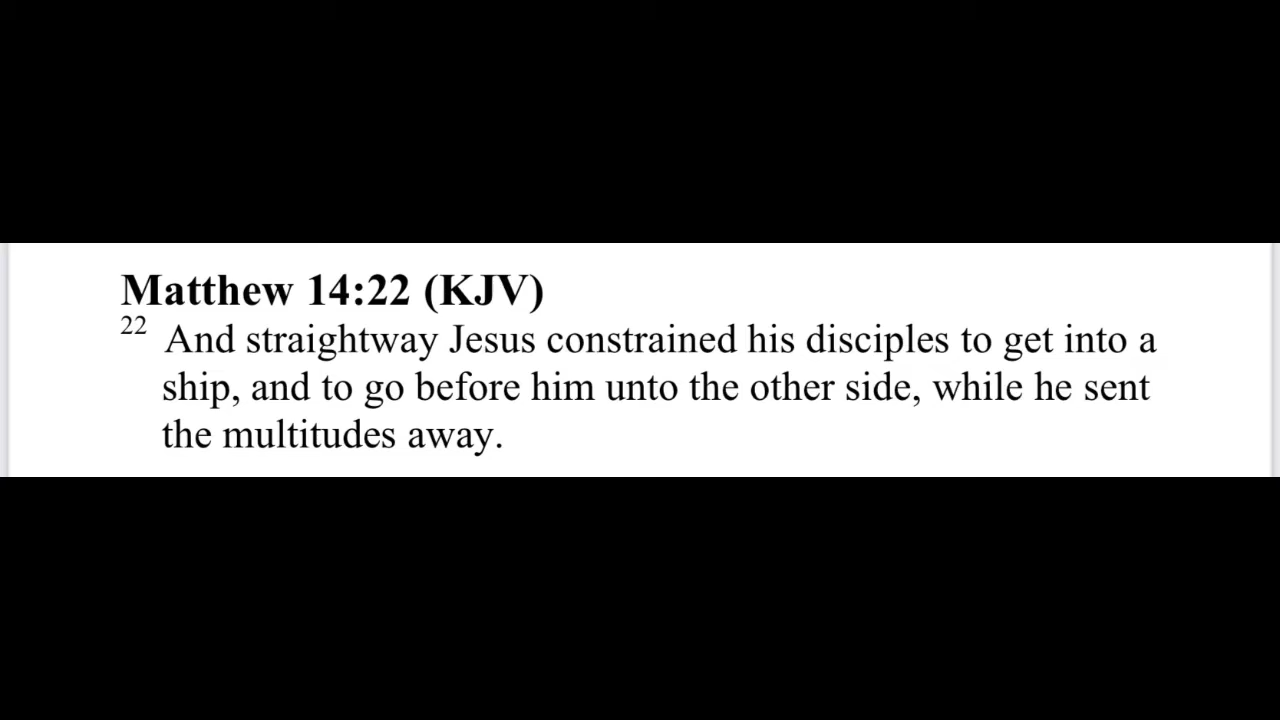 Matthew 14:22 (KJV)
22 And straightway Jesus constrained his disciples to get into a
ship, and to go before him unto the other side, while he sent
the multitudes away.